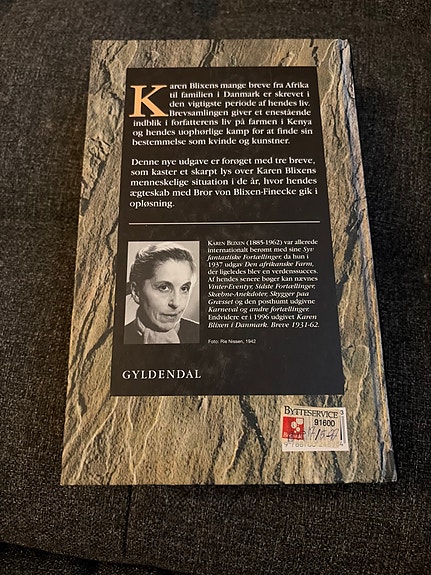 Karen Blixens mange breve fra Afrika
til familien i Danmark er skrevet i
den vigtigste periode af hendes liv.
Brevsamlingen giver et enestående
indblik i forfatterens liv på farmen i Kenya
og hendes uophørlige kamp for at finde sin
bestemmelse som kvinde og kunstner.
Denne nye udgave er forøget med tre breve,
som kaster et skarpt lys over Karen Blixens
menneskelige situation i de år, hvor hendes
ægteskab med Bror von Blixen-Finecke gik i
opløsning.
KAREN BLIXEN (1885-1962) var allerede
internationalt berømt med sine Syv
fantastiske Fortællinger, da hun i
1937 udgav Den afrikanske Farm,
der ligeledes blev en verdenssucces.
Af hendes senere bøger kan nævnes
Vinter-Eventyr, Sidste Fortællinger,
Skæbne-Anekdoter, Skygger paa
Græsset og den posthumt udgivne
Karneval og andre fortællinger.
Endvidere er i 1996 udgivet Karen
Blixen i Danmark. Breve 1931-62.
Foto: Rie Nissen, 1942
GYLDENDAL
BYTTESERVICE
91600